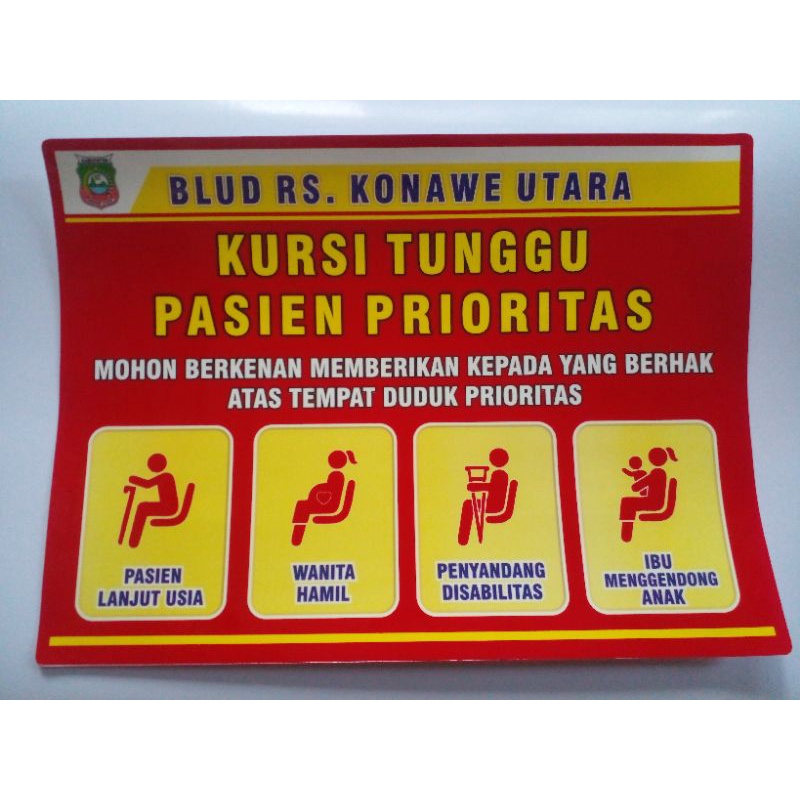 BLUD RS. KONAWE UTARA
KURSI TUNGGU
PASIEN PRIORITAS
MOHON BERKENAN MEMBERIKAN KEPADA YANG BERHAK
ATAS TEMPAT DUDUK PRIORITAS
PASIEN
LANJUT USIA
WANITA
HAMIL
PENYANDANG
DISABILITAS
IBU
MENGGENDONG
ANAK